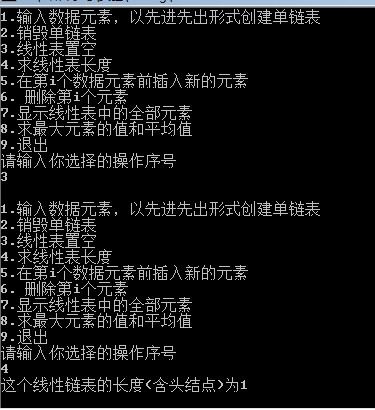 1.输入数据元素，以先进先出形式创建单链表
2.销毁单链表
3.线性表置空
4.求线性表长度
5.在第i个数据元素前插入新的元素
6. 删除第i个元素
7.显示线性表中的全部元素
8.求最大元素的值和平均值
9.退出
请输入你选择的操作序号
3
1.输入数据元素，以先进先出形式创建单链表
2.销毁单链表
3.线性表置空
4.求线性表长度
5.在第i个数据元素前插入新的元素
6. 删除第i个元素
7.显示线性表中的全部元素
8.求最大元素的值和平均值
9.退出
请输入你选择的操作序号
4
这个线性链表的长度(含头结点)为1